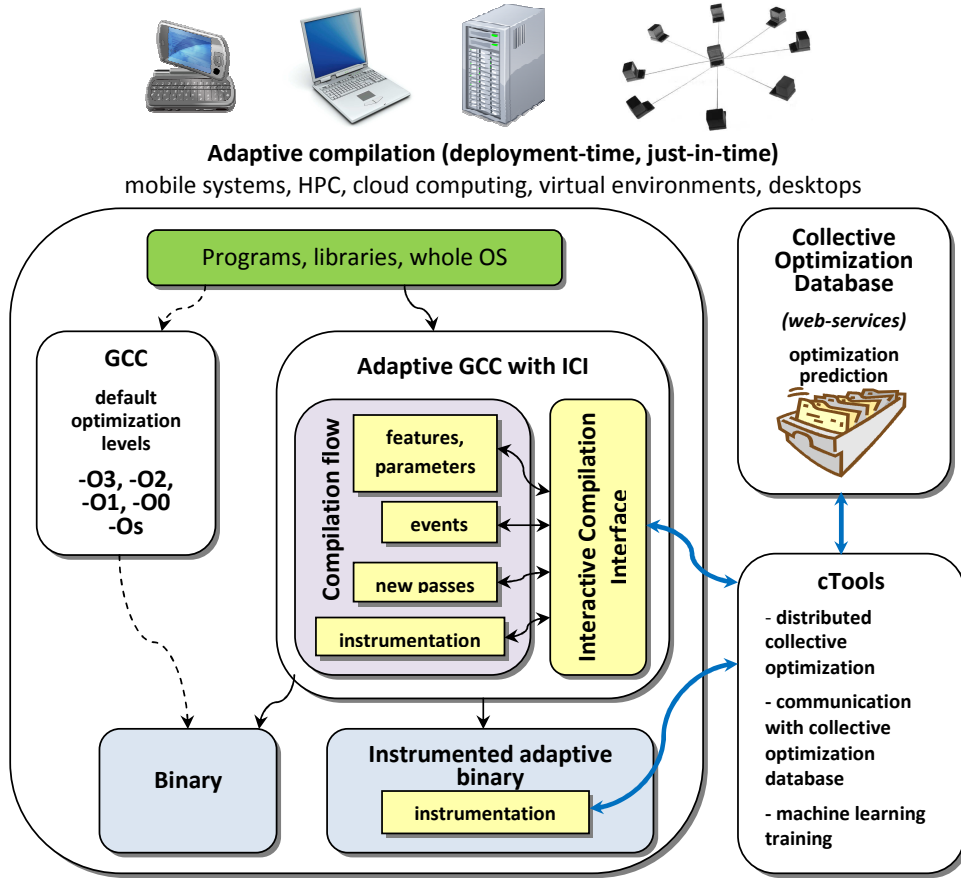 Adaptive compilation (deployment-time, just-in-time)
mobile systems, HPC, cloud computing, virtual environments, desktops
Programs, libraries, whole OS
GCC
default
optimization
levels
-O3, -O2,
-O1, -O0
-Os
Adaptive GCC with ICI
Compilation flow
features,
parameters
events
new passes
instrumentation
Interactive Compilation
Interface
Binary
Instrumented adaptive
binary
instrumentation
Collective
Optimization
Database
(web-services)
optimization
prediction
cTools
- distributed
collective
optimization
- communication
with collective
optimization
database
- machine learning
training